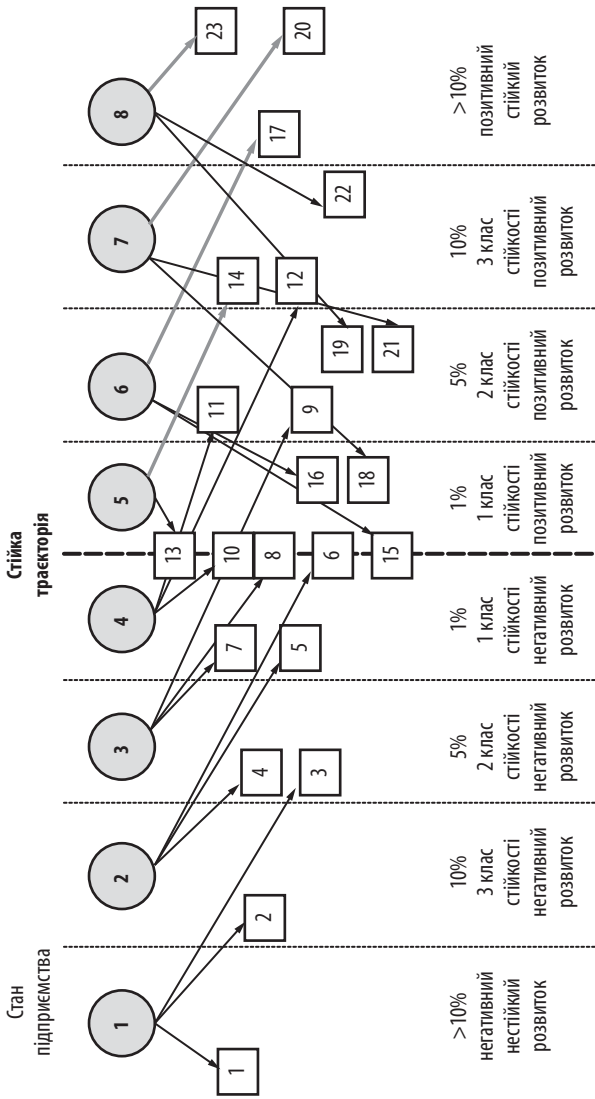 Стан
підприємства
Стійка
траєкторія
1
2
3
4
5
6
7
8
1
2
3
4
5
6
7
8
9
10
11
12
13
14
15
16
17
18
19
20
21
22
23
>10%
негативний
нестійкий
розвиток
10%
3 клас
стійкості
негативний
розвиток
5%
2 клас
стійкості
негативний
розвиток
1%
1 клас
стійкості
негативний
розвиток
1%
1 клас
стійкості
позитивний
розвиток
5%
2 клас
стійкості
позитивний
розвиток
10%
3 клас
стійкості
позитивний
розвиток
>10%
позитивний
стійкий
розвиток